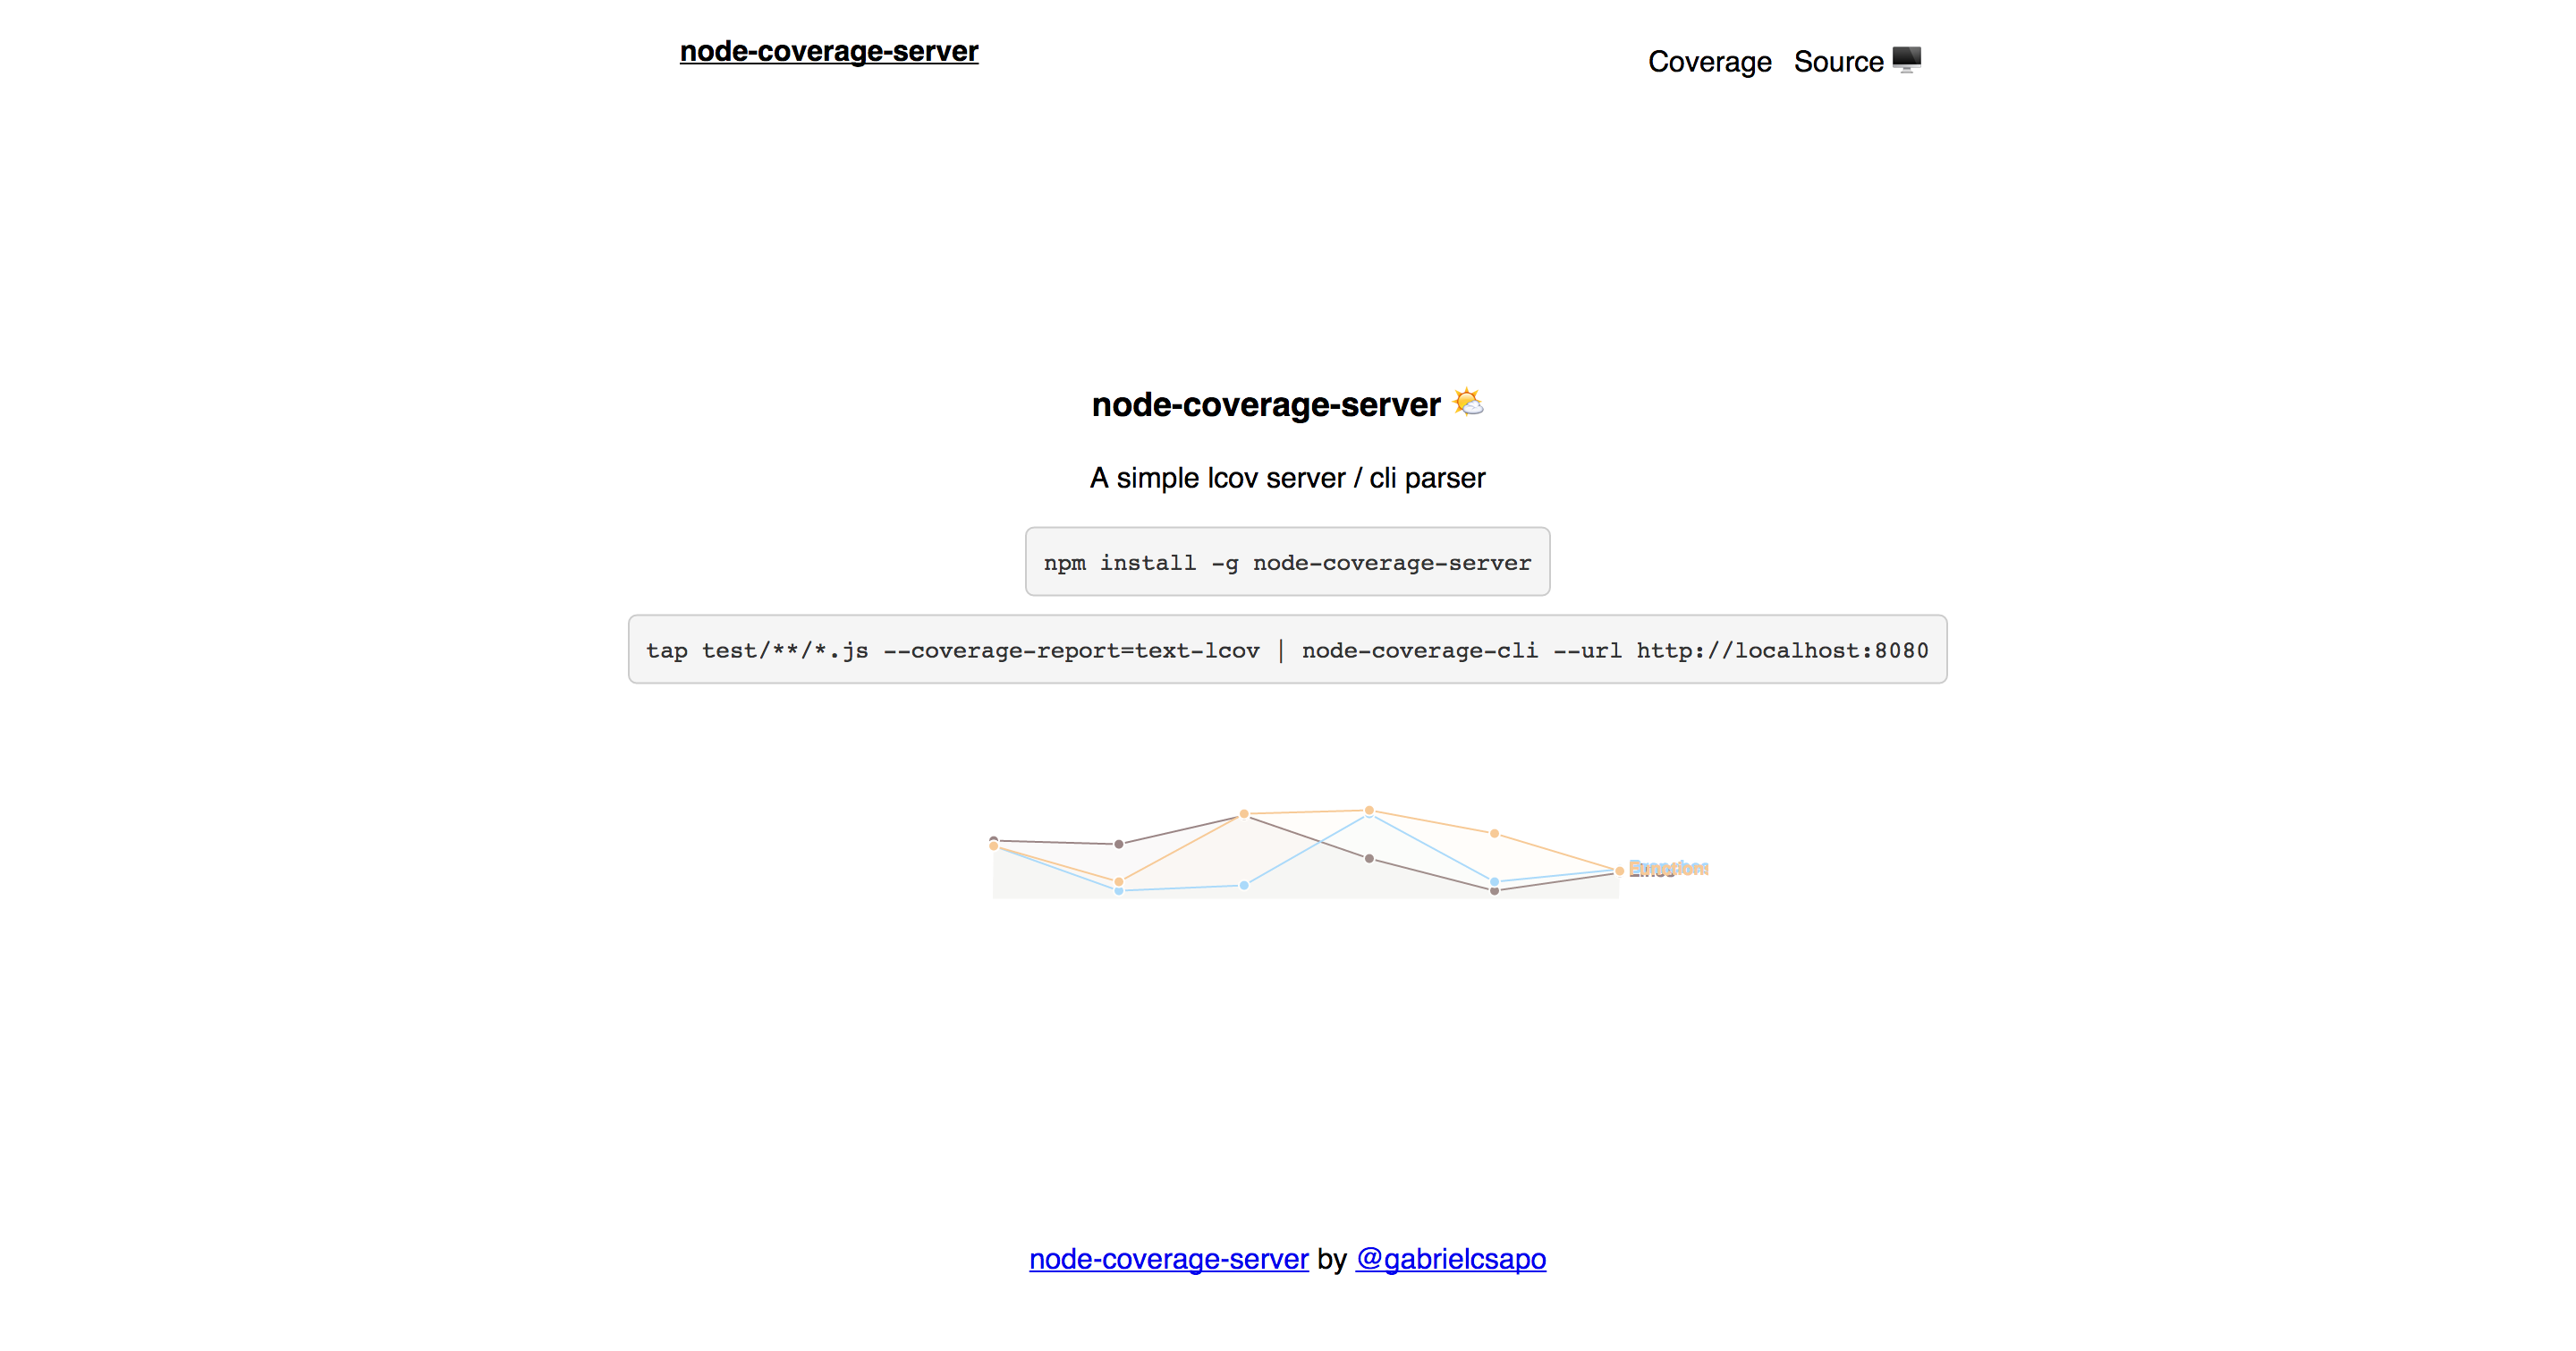 node-coverage-server
Coverage Source
node-coverage-server
A simple lcov server / cli parser
npm install -g node-coverage-server
tap test/**/*.js --coverage-report=text-lcov | node-coverage-cli --url http://localhost:8080
node-coverage-server by @gabrielcsapo